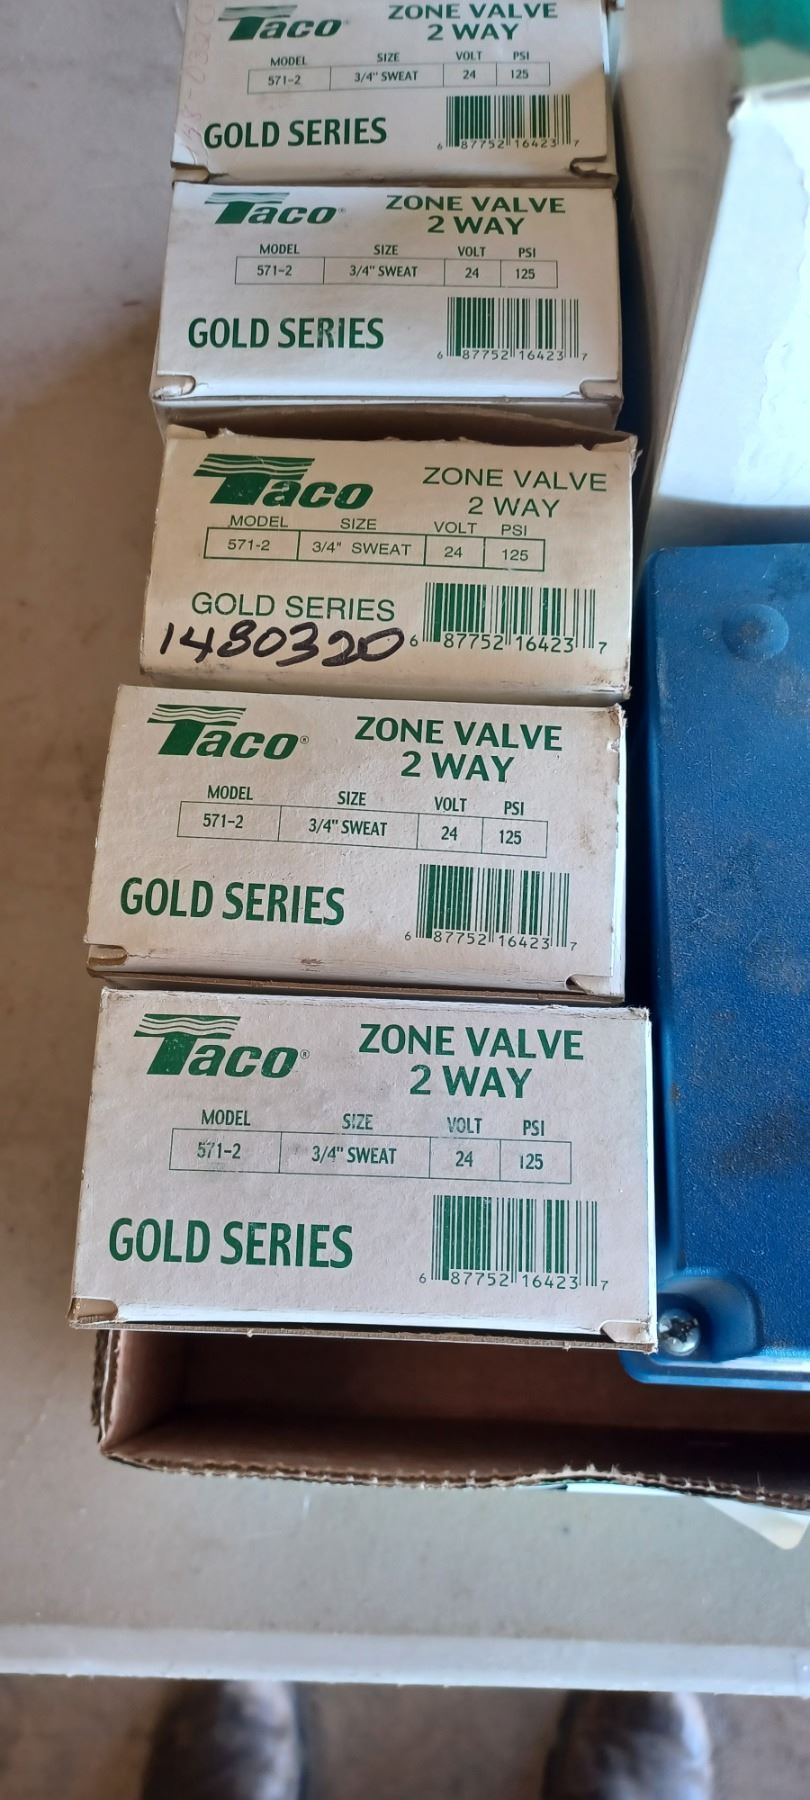 Taco ZONE VALVE
2 WAY
MODEL SIZE VOLT PSI
571-2 3/4" SWEAT 24 125
GOLD SERIES
6 87752 16423 7
Taco ZONE VALVE
2 WAY
MODEL SIZE VOLT PSI
571-2 3/4" SWEAT 24 125
GOLD SERIES
6 87752 16423 7
Taco ZONE VALVE
2 WAY
MODEL SIZE VOLT PSI
571-2 3/4" SWEAT 24 125
GOLD SERIES
6 87752 16423 7
1480320
Taco® ZONE VALVE
2 WAY
MODEL SIZE VOLT PSI
571-2 3/4" SWEAT 24 125
GOLD SERIES
6 87752 16423 7
Taco® ZONE VALVE
2 WAY
MODEL SIZE VOLT PSI
571-2 3/4" SWEAT 24 125
GOLD SERIES
6 87752 16423 7